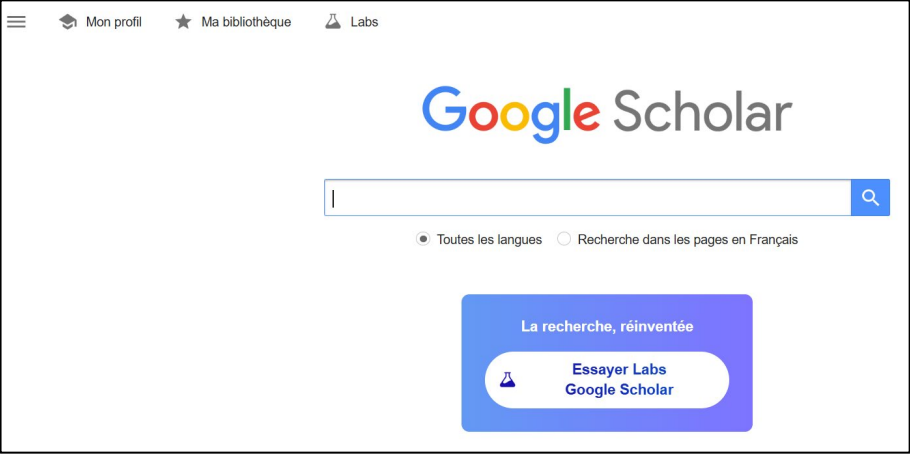 Mon profil
Ma bibliothèque
Labs
Google Scholar
Toutes les langues
Recherche dans les pages en Français
La recherche, réinventée
Essayer Labs
Google Scholar